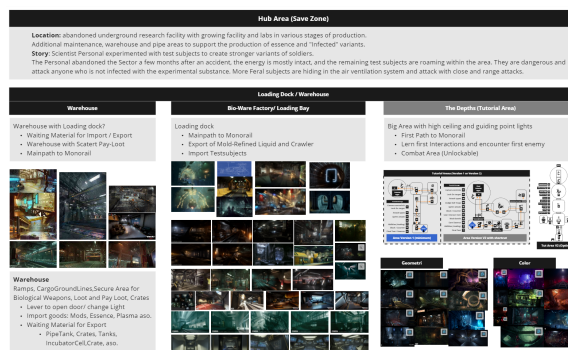 Hub Area (Save Zone)
Location: abandoned underground research facility with growing facility and labs in various stages of production.
Additional maintenance, warehouse and pipe areas to support the production of essence and "Infected" variants.
Story: Scientist Personal experimented with test subjects to create stronger variants of soldiers.
The Personal abandoned the Sector a few months after an accident, the energy is mostly intact, and the remaining test subjects are roaming within the area. They are dangerous and
attack anyone who is not infected with the experimental substance. More Feral subjects are hiding in the air ventilation system and attack with close and range attacks.
Loading Dock / Warehouse
Warehouse
Warehouse with Loading dock?
• Waiting Material for Import / Export
• Warehouse with Scatert Pay-Loot
• Mainpath to Monorail
Bio-Ware Factory/ Loading Bay
Loading dock
• Mainpath to Monorail
• Export of Mold-Refined Liquid and Crawler
• Import Testsubjects
The Depths (Tutorial Area)
Big Area with high ceiling and guiding point lights
• First Path to Monorail
• Lern first Interactions and encounter first enemy
• Combat Area (Unlockable)
Geometri
Color
Warehouse
Ramps, CargoGroundLines,Secure Area for
Biological Weapons, Loot and Pay Loot, Crates
• Lever to open door/ change Light
• Import goods: Mods, Essence, Plasma aso.
• Waiting Material for Export
• PipeTank, Crates, Tanks,
IncubatorCell,Crate, aso.